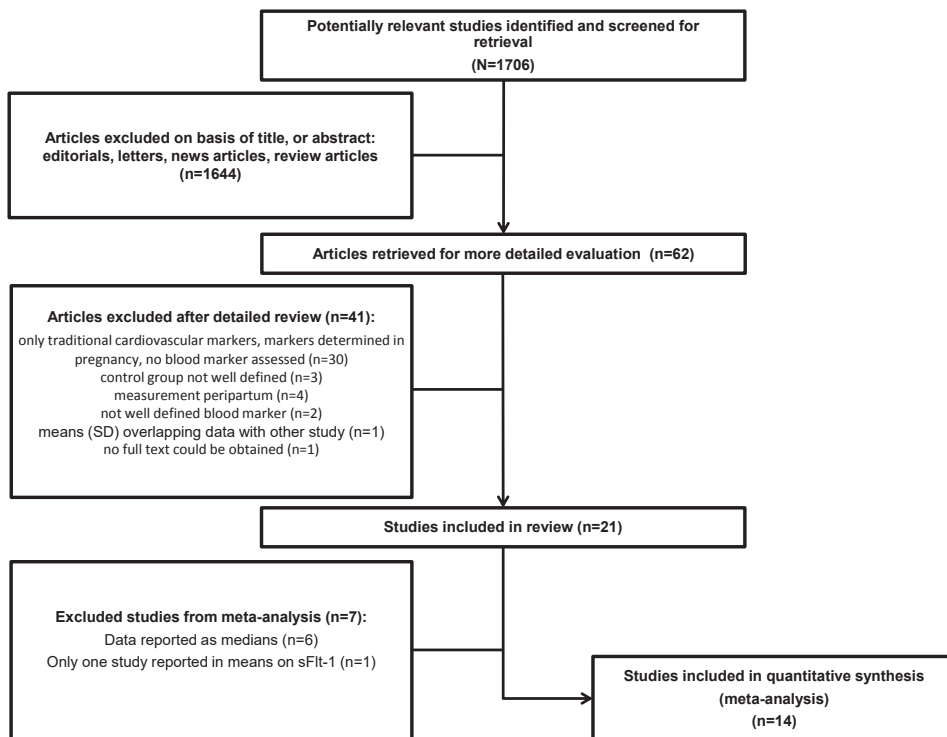 Potentially relevant studies identified and screened for
retrieval
(N=1706)
Articles excluded on basis of title, or abstract:
editorials, letters, news articles, review articles
(n=1644)
Articles retrieved for more detailed evaluation (n=62)
Articles excluded after detailed review (n=41):
only traditional cardiovascular markers, markers determined in
pregnancy, no blood marker assessed (n=30)
control group not well defined (n=3)
measurement peripartum (n=4)
not well defined blood marker (n=2)
means (SD) overlapping data with other study (n=1)
no full text could be obtained (n=1)
Studies included in review (n=21)
Excluded studies from meta-analysis (n=7):
Data reported as medians (n=6)
Only one study reported in means on sFlt-1 (n=1)
Studies included in quantitative synthesis
(meta-analysis)
(n=14)